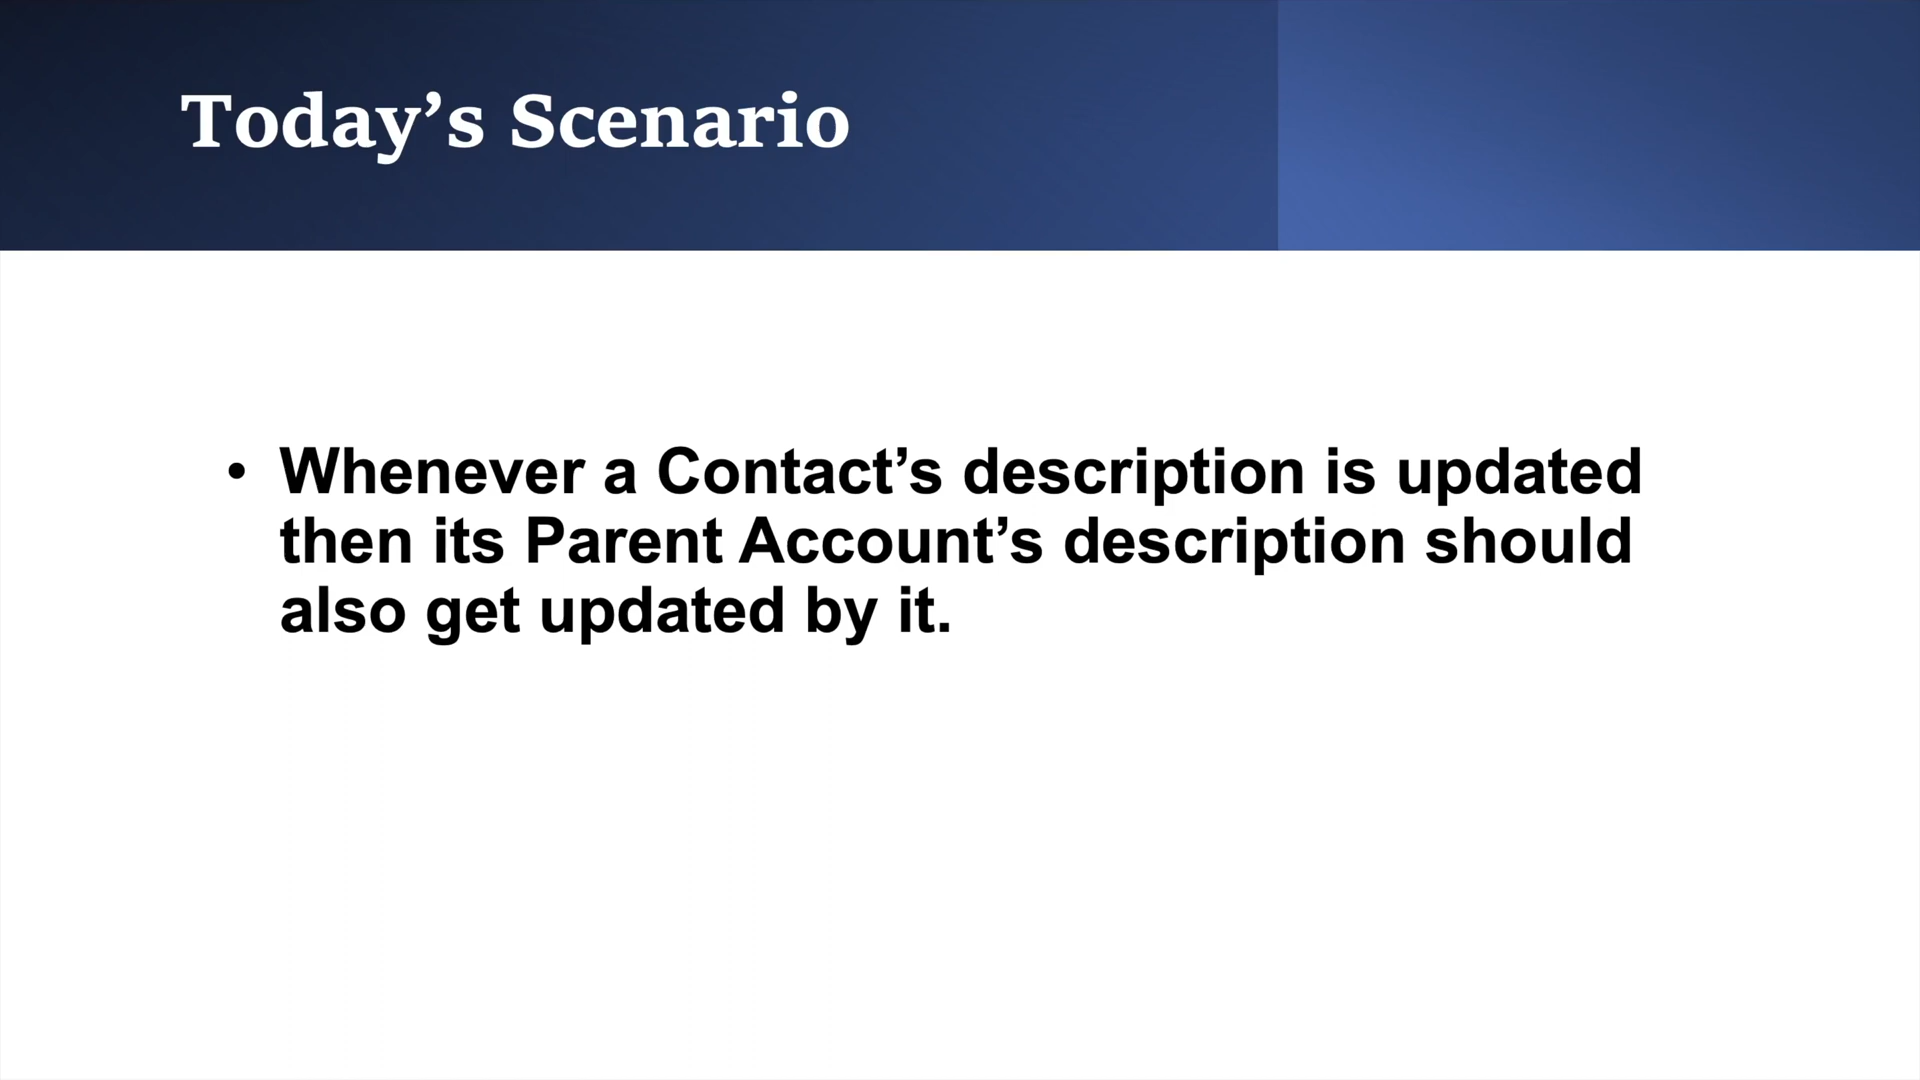 Today’s Scenario
• Whenever a Contact’s description is updated
then its Parent Account’s description should
also get updated by it.